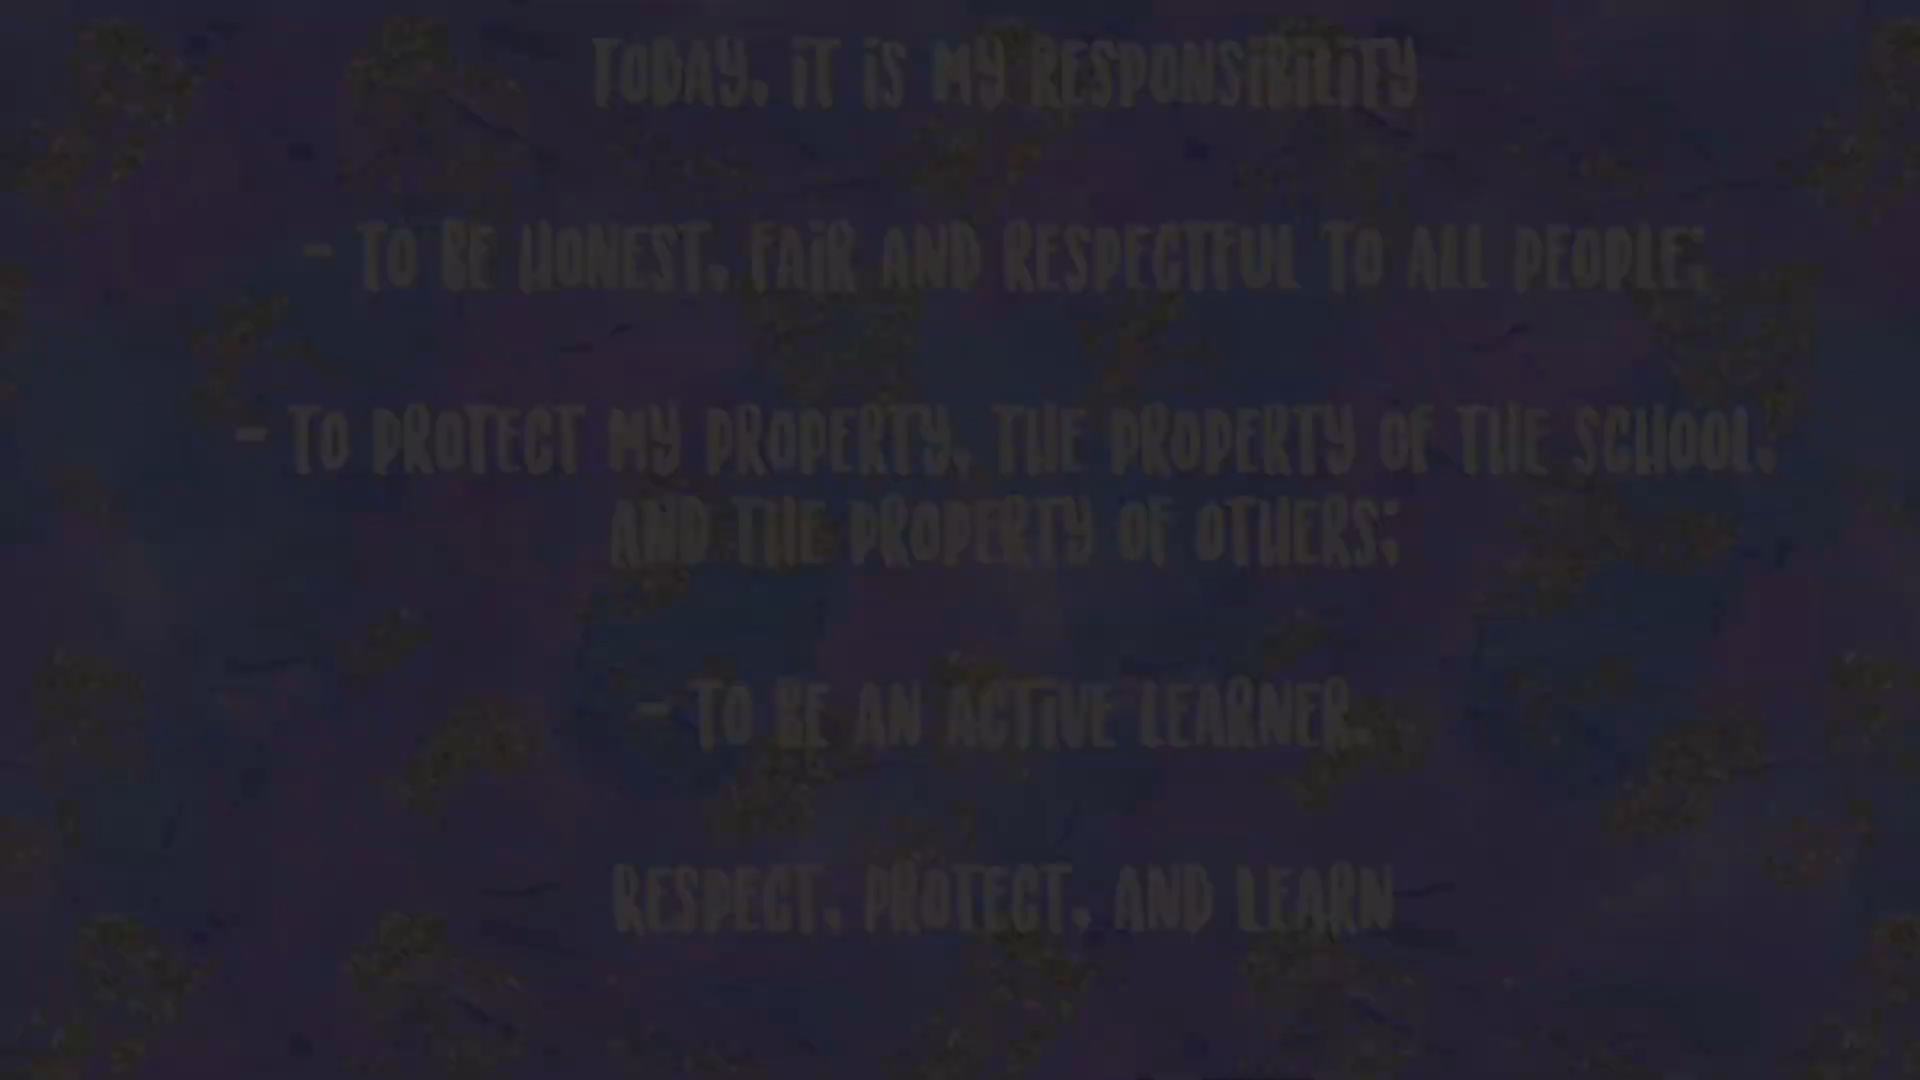 TODAY, iT iS MY RESPONSiBiLiTY
- TO BE HONEST, FAiR AND RESPECTFUL TO ALL PEOPLE;
- TO PROTECT MY PROPERTY, THE PROPERTY OF THE SCHOOL,
AND THE PROPERTY OF OTHERS;
- TO BE AN ACTiVE LEARNER.
RESPECT, PROTECT, AND LEARN